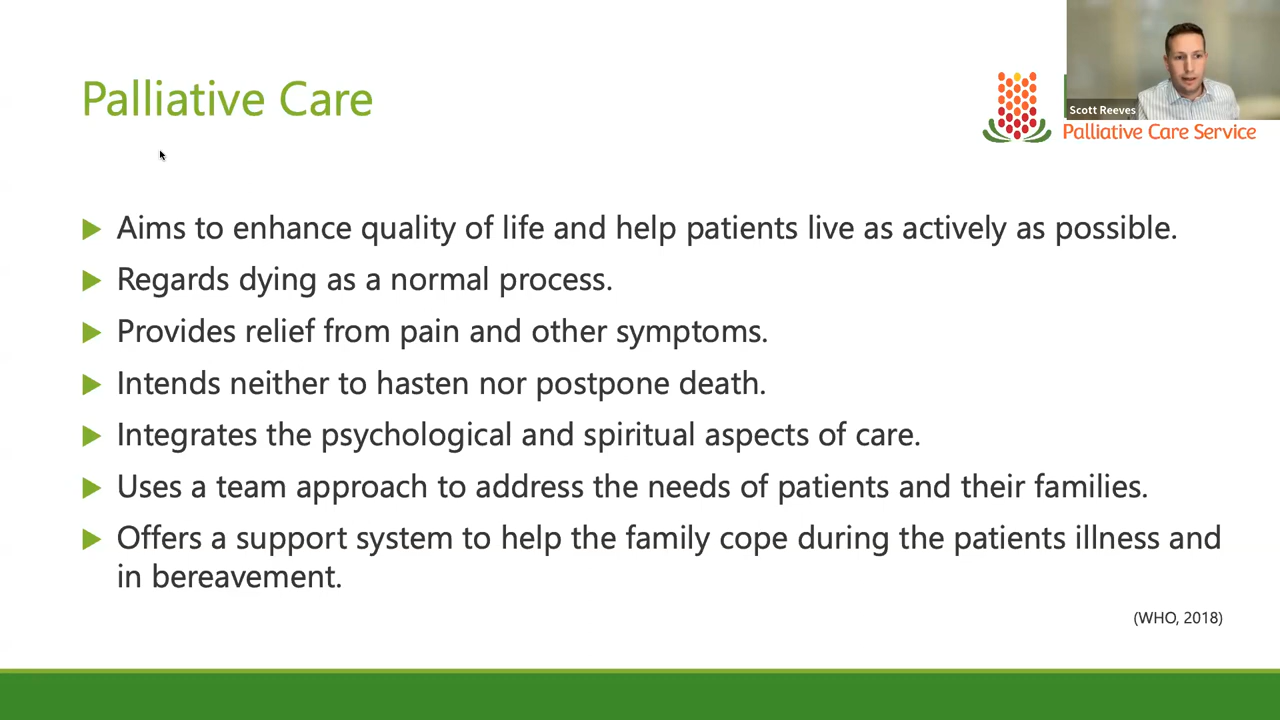 Palliative Care
Scott Reeves
Palliative Care Service
Aims to enhance quality of life and help patients live as actively as possible.
Regards dying as a normal process.
Provides relief from pain and other symptoms.
Intends neither to hasten nor postpone death.
Integrates the psychological and spiritual aspects of care.
Uses a team approach to address the needs of patients and their families.
Offers a support system to help the family cope during the patients illness and
in bereavement.
(WHO, 2018)